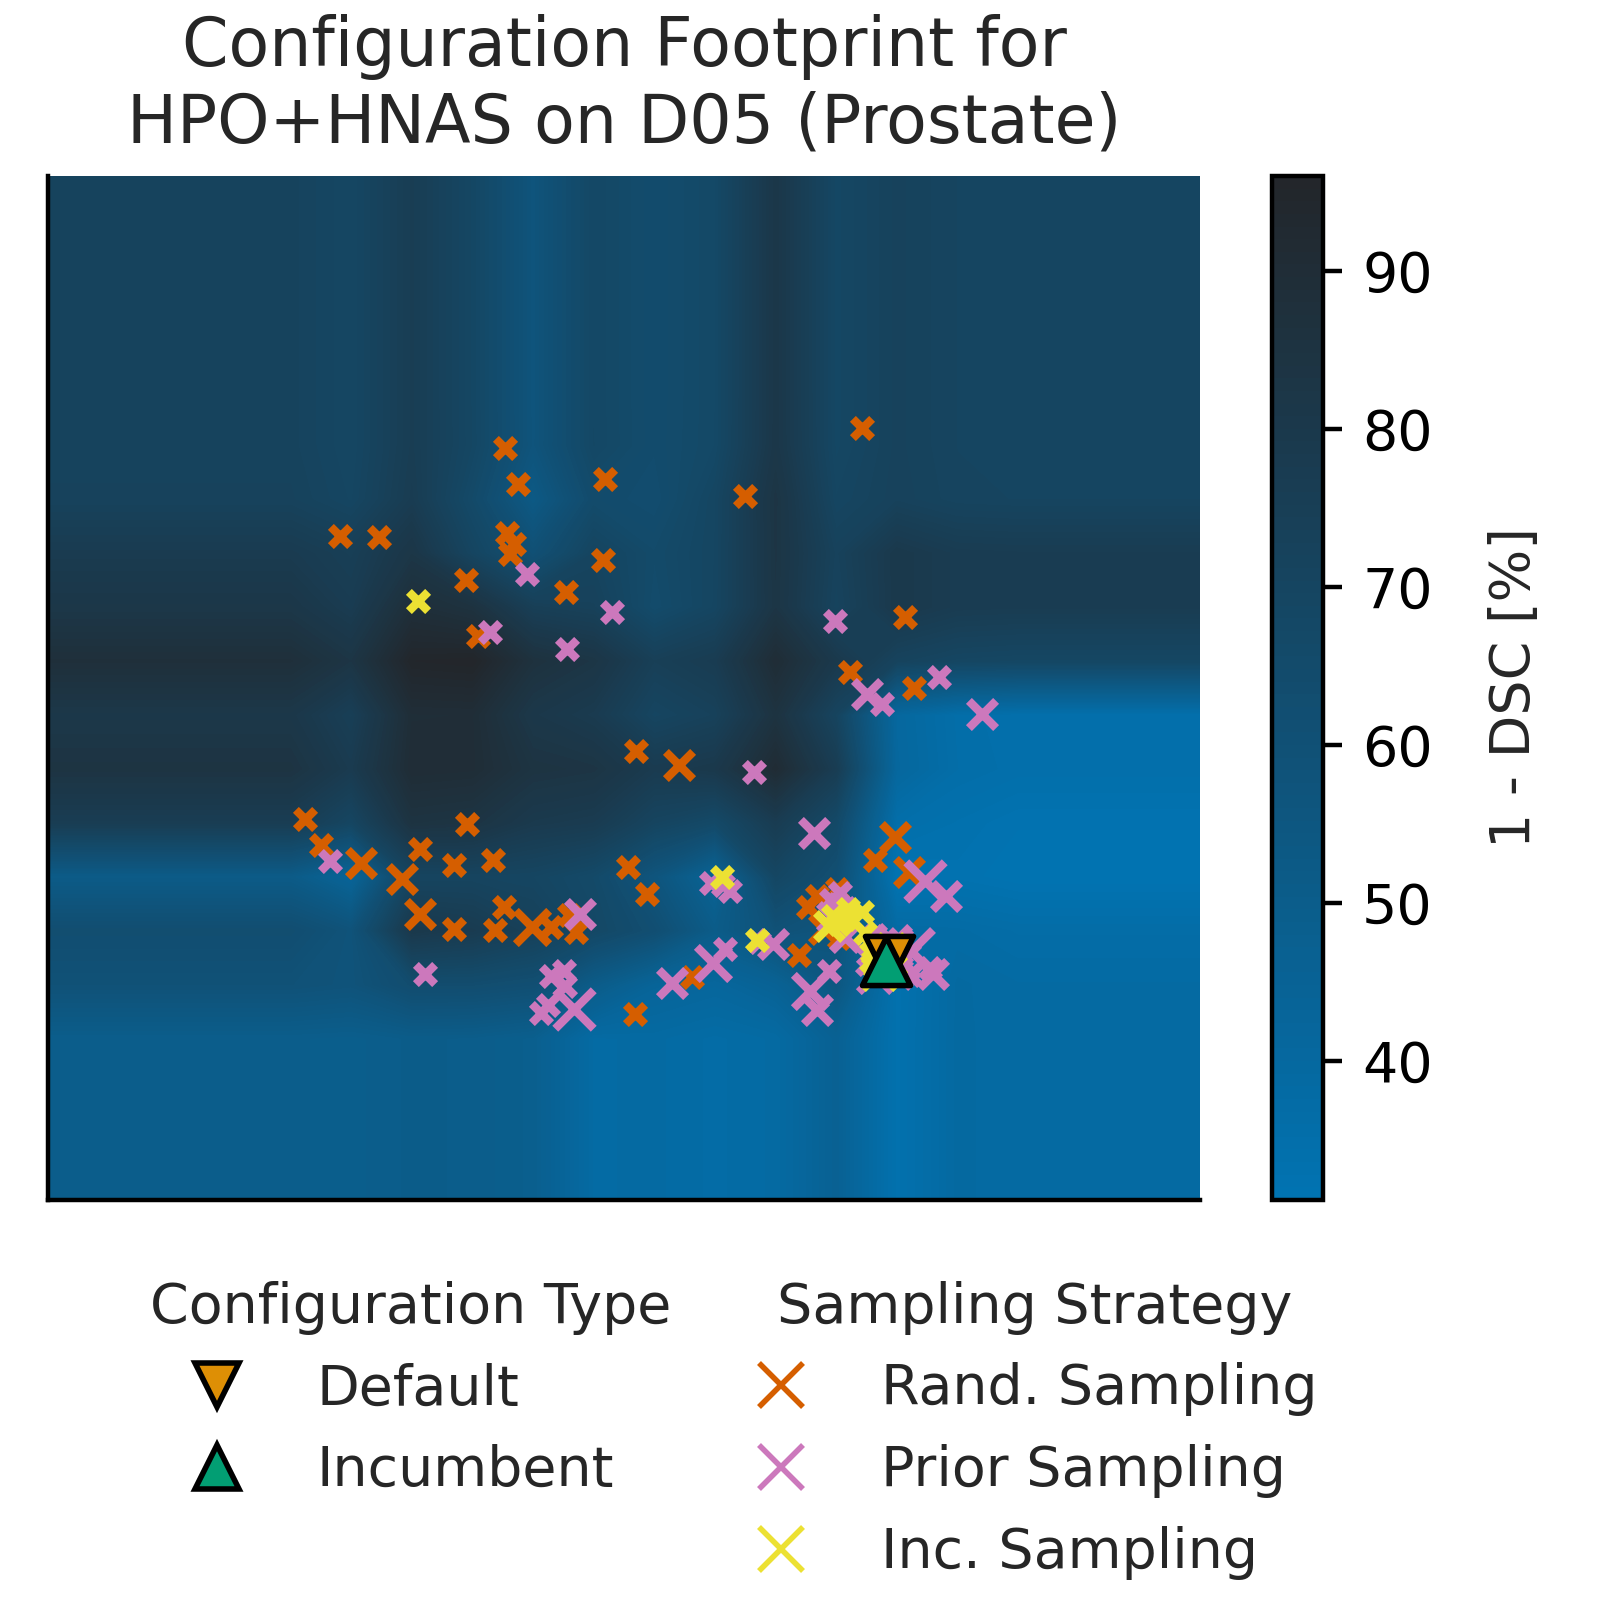 Configuration Footprint for
HPO+HNAS on D05 (Prostate)
90
80
70
60
50
40
1 - DSC [%]
Configuration Type
Default
Incumbent
Sampling Strategy
Rand. Sampling
Prior Sampling
Inc. Sampling